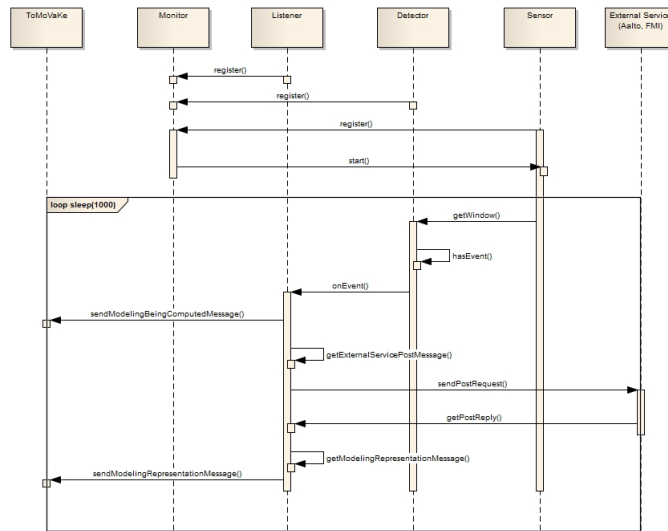 ToMoVaKe
Monitor
Listener
Detector
Sensor
External Service
(Aalto, FMI)
register()
register()
register()
start()
loop sleep(1000)
getWindow()
hasEvent()
onEvent()
sendModelingBeingComputedMessage()
getExternalServicePostMessage()
sendPostRequest()
getPostReply()
getModelingRepresentationMessage()
sendModelingRepresentationMessage()